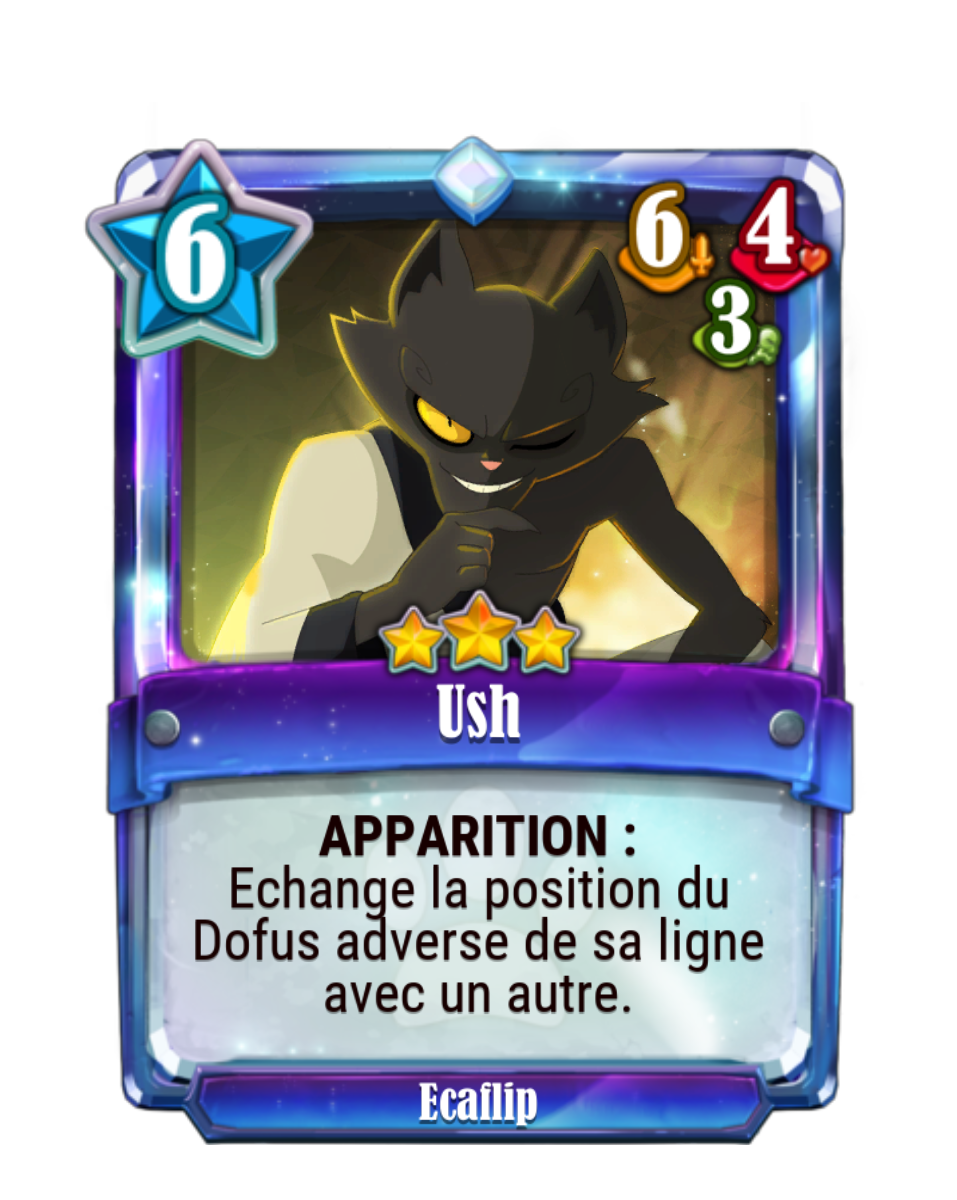 6
6
4
3
Ush
APPARITION :
Echange la position du
Dofus adverse de sa ligne
avec un autre.
Ecaflip